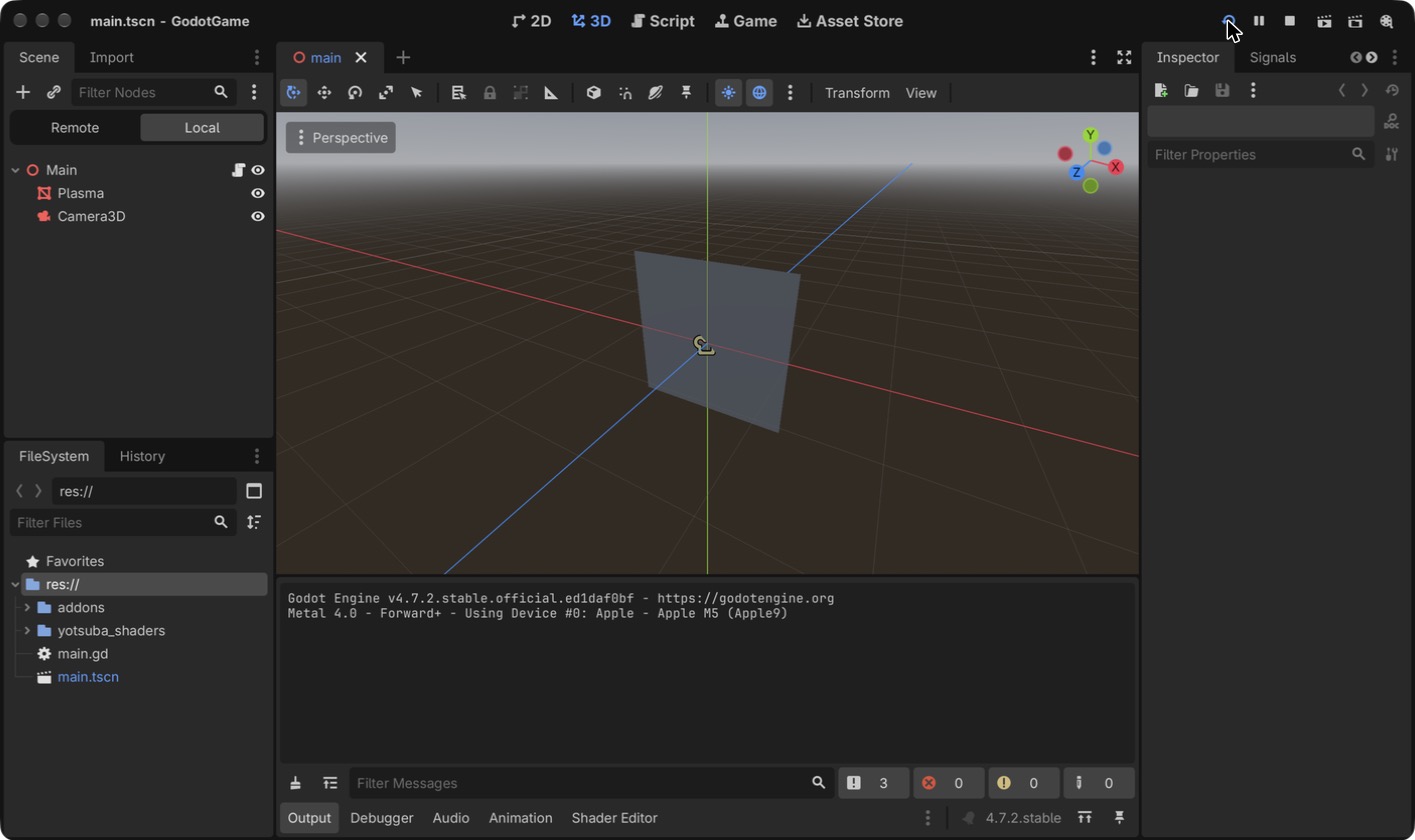 main.tscn - GodotGame
2D 3D Script Game Asset Store
Scene Import
Filter Nodes
Remote Local
Main
Plasma
Camera3D
FileSystem History
res://
Filter Files
Favorites
res://
addons
yotsuba_shaders
main.gd
main.tscn
main
Transform View
Perspective
Y
X
Z
Godot Engine v4.7.2.stable.official.ed1daf0bf - https://godotengine.org
Metal 4.0 - Forward+ - Using Device #0: Apple - Apple M5 (Apple9)
Filter Messages 3 0 0 0
Output Debugger Audio Animation Shader Editor 4.7.2.stable
Inspector Signals
DOC
Filter Properties